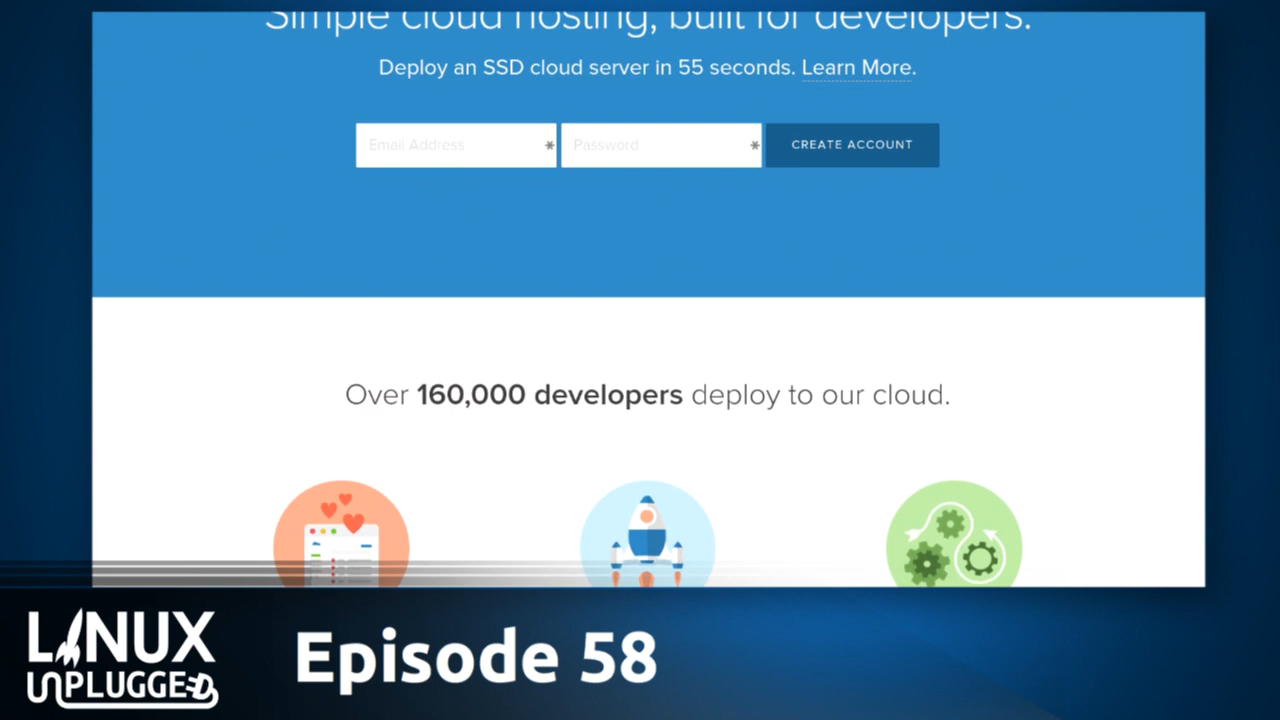 Simple cloud hosting, built for developers.
Deploy an SSD cloud server in 55 seconds. Learn More.
Email Address
Password
CREATE ACCOUNT
Over 160,000 developers deploy to our cloud.
LINUX
UNPLUGGED
Episode 58